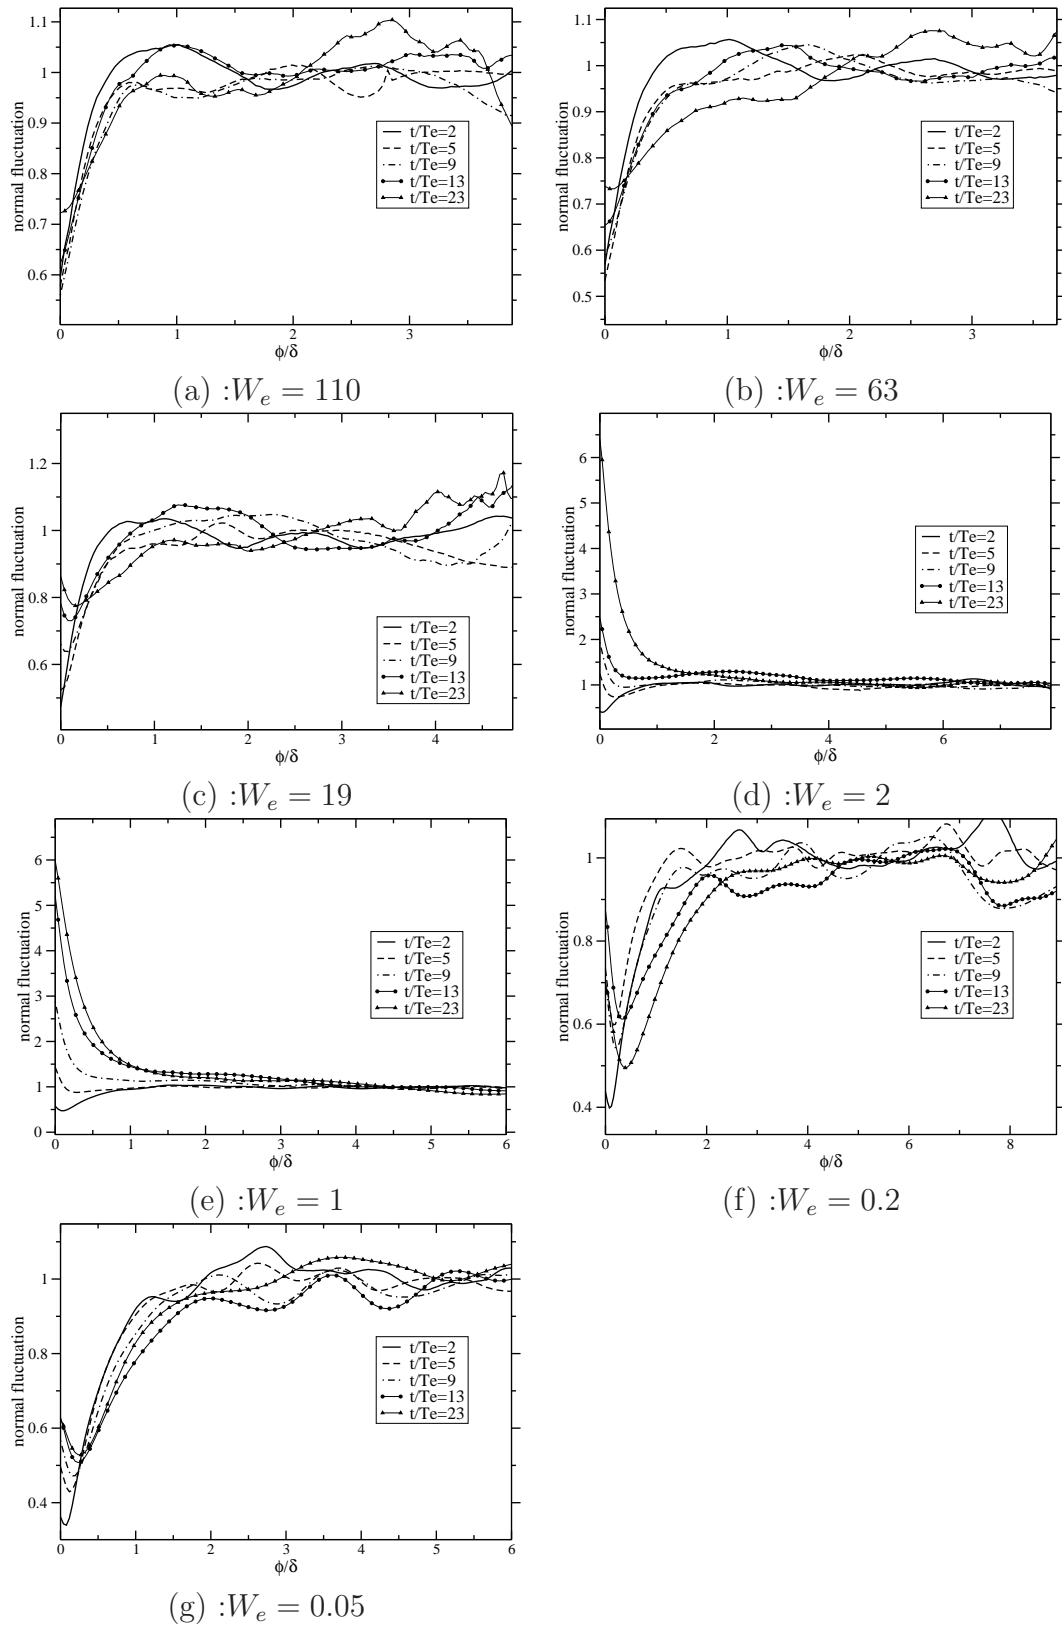 1.1
1
0.9
0.8
0.7
0.6
normal fluctuation
t/Te=2
t/Te=5
t/Te=9
t/Te=13
t/Te=23
0 1 2 3
ϕ/δ
(a) :W_e = 110
1.1
1
0.9
0.8
0.7
0.6
0.5
normal fluctuation
t/Te=2
t/Te=5
t/Te=9
t/Te=13
t/Te=23
0 1 2 3
ϕ/δ
(b) :W_e = 63
1.2
1
0.8
0.6
normal fluctuation
t/Te=2
t/Te=5
t/Te=9
t/Te=13
t/Te=23
0 1 2 3 4
ϕ/δ
(c) :W_e = 19
6
5
4
3
2
1
0
normal fluctuation
t/Te=2
t/Te=5
t/Te=9
t/Te=13
t/Te=23
0 2 4 6
ϕ/δ
(d) :W_e = 2
6
5
4
3
2
1
0
normal fluctuation
t/Te=2
t/Te=5
t/Te=9
t/Te=13
t/Te=23
0 1 2 3 4 5 6
ϕ/δ
(e) :W_e = 1
1
0.8
0.6
0.4
normal fluctuation
t/Te=2
t/Te=5
t/Te=9
t/Te=13
t/Te=23
0 2 4 6 8
ϕ/δ
(f) :W_e = 0.2
1
0.8
0.6
0.4
normal fluctuation
t/Te=2
t/Te=5
t/Te=9
t/Te=13
t/Te=23
0 1 2 3 4 5 6
ϕ/δ
(g) :W_e = 0.05